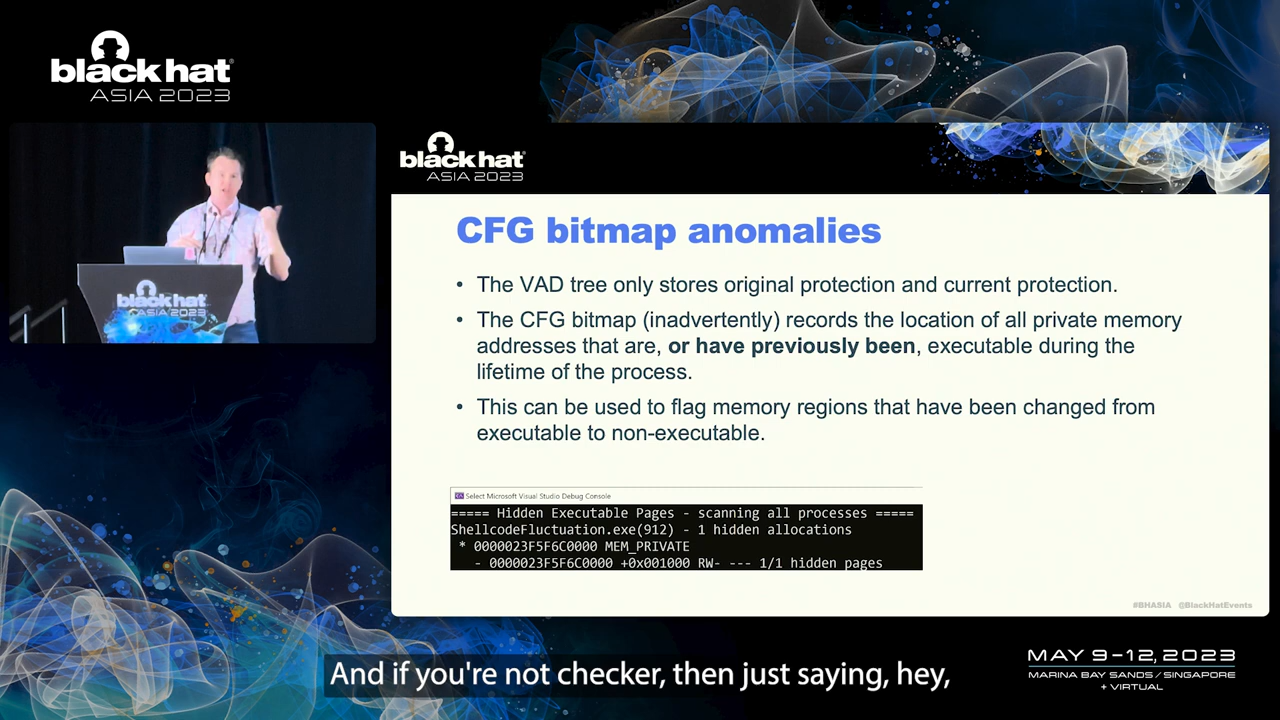 black hat
ASIA 2023
black hat
ASIA 2023
black hat
ASIA 2023
CFG bitmap anomalies
• The VAD tree only stores original protection and current protection.
• The CFG bitmap (inadvertently) records the location of all private memory
addresses that are, or have previously been, executable during the
lifetime of the process.
• This can be used to flag memory regions that have been changed from
executable to non-executable.
Select Microsoft Visual Studio Debug Console
===== Hidden Executable Pages - scanning all processes =====
ShellcodeFluctuation.exe(912) - 1 hidden allocations
* 0000023F5F6C0000 MEM_PRIVATE
- 0000023F5F6C0000 +0x001000 RW- --- 1/1 hidden pages
#BHASIA @BlackHatEvents
And if you're not checker, then just saying, hey,
MAY 9-12, 2023
MARINA BAY SANDS / SINGAPORE
+ VIRTUAL